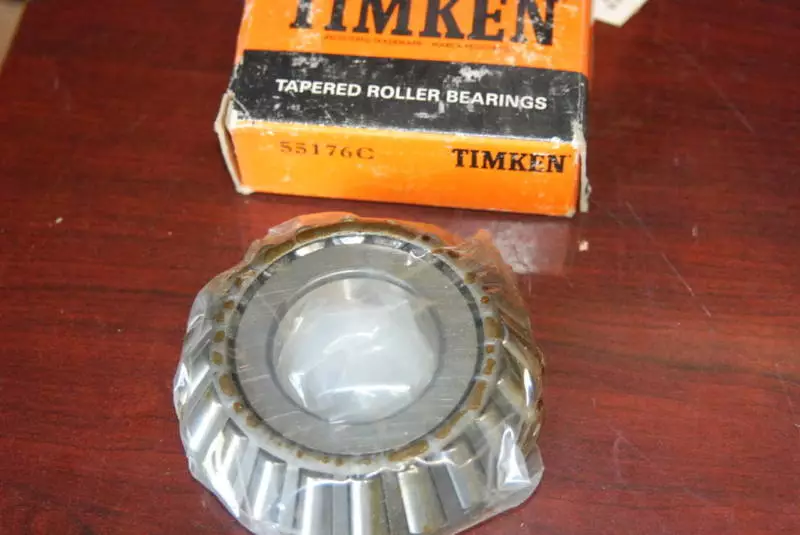 TIMKEN
TAPERED ROLLER BEARINGS
55176C TIMKEN